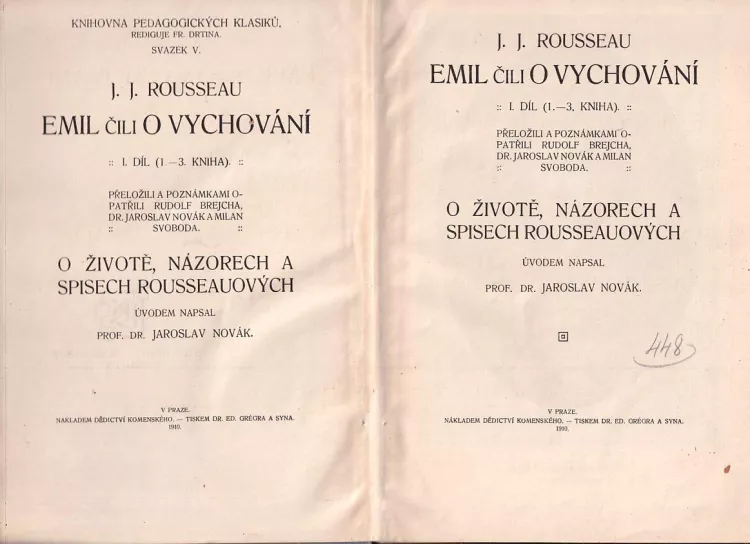 KNIHOVNA PEDAGOGICKÝCH KLASIKŮ.
REDIGUJE FR. DRTINA.
SVAZEK V.
J. J. ROUSSEAU
EMIL ČILI O VYCHOVÁNÍ
:: I. DÍL (1.—3. KNIHA). ::
PŘELOŽILI A POZNÁMKAMI O-
PATŘILI RUDOLF BREJCHA,
DR. JAROSLAV NOVÁK A MILAN
:: SVOBODA. ::
O ŽIVOTĚ, NÁZORECH A
SPISECH ROUSSEAUOVÝCH
ÚVODEM NAPSAL
PROF. DR. JAROSLAV NOVÁK.
V PRAZE.
NÁKLADEM DĚDICTVÍ KOMENSKÉHO. — TISKEM DR. ED. GRÉGRA A SYNA.
1910.
J. J. ROUSSEAU
EMIL ČILI O VYCHOVÁNÍ
:: I. DÍL (1.—3. KNIHA). ::
PŘELOŽILI A POZNÁMKAMI O-
PATŘILI RUDOLF BREJCHA,
DR. JAROSLAV NOVÁK A MILAN
:: SVOBODA. ::
O ŽIVOTĚ, NÁZORECH A
SPISECH ROUSSEAUOVÝCH
ÚVODEM NAPSAL
PROF. DR. JAROSLAV NOVÁK.
448
V PRAZE.
NÁKLADEM DĚDICTVÍ KOMENSKÉHO. — TISKEM DR. ED. GRÉGRA A SYNA.
1910.